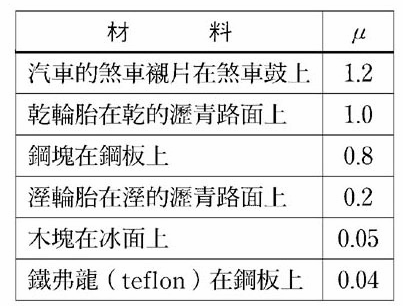 材 料 μ
汽車的煞車襯片在煞車鼓上 1.2
乾輪胎在乾的瀝青路面上 1.0
鋼塊在鋼板上 0.8
溼輪胎在溼的瀝青路面上 0.2
木塊在冰面上 0.05
鐵弗龍(teflon)在鋼板上 0.04